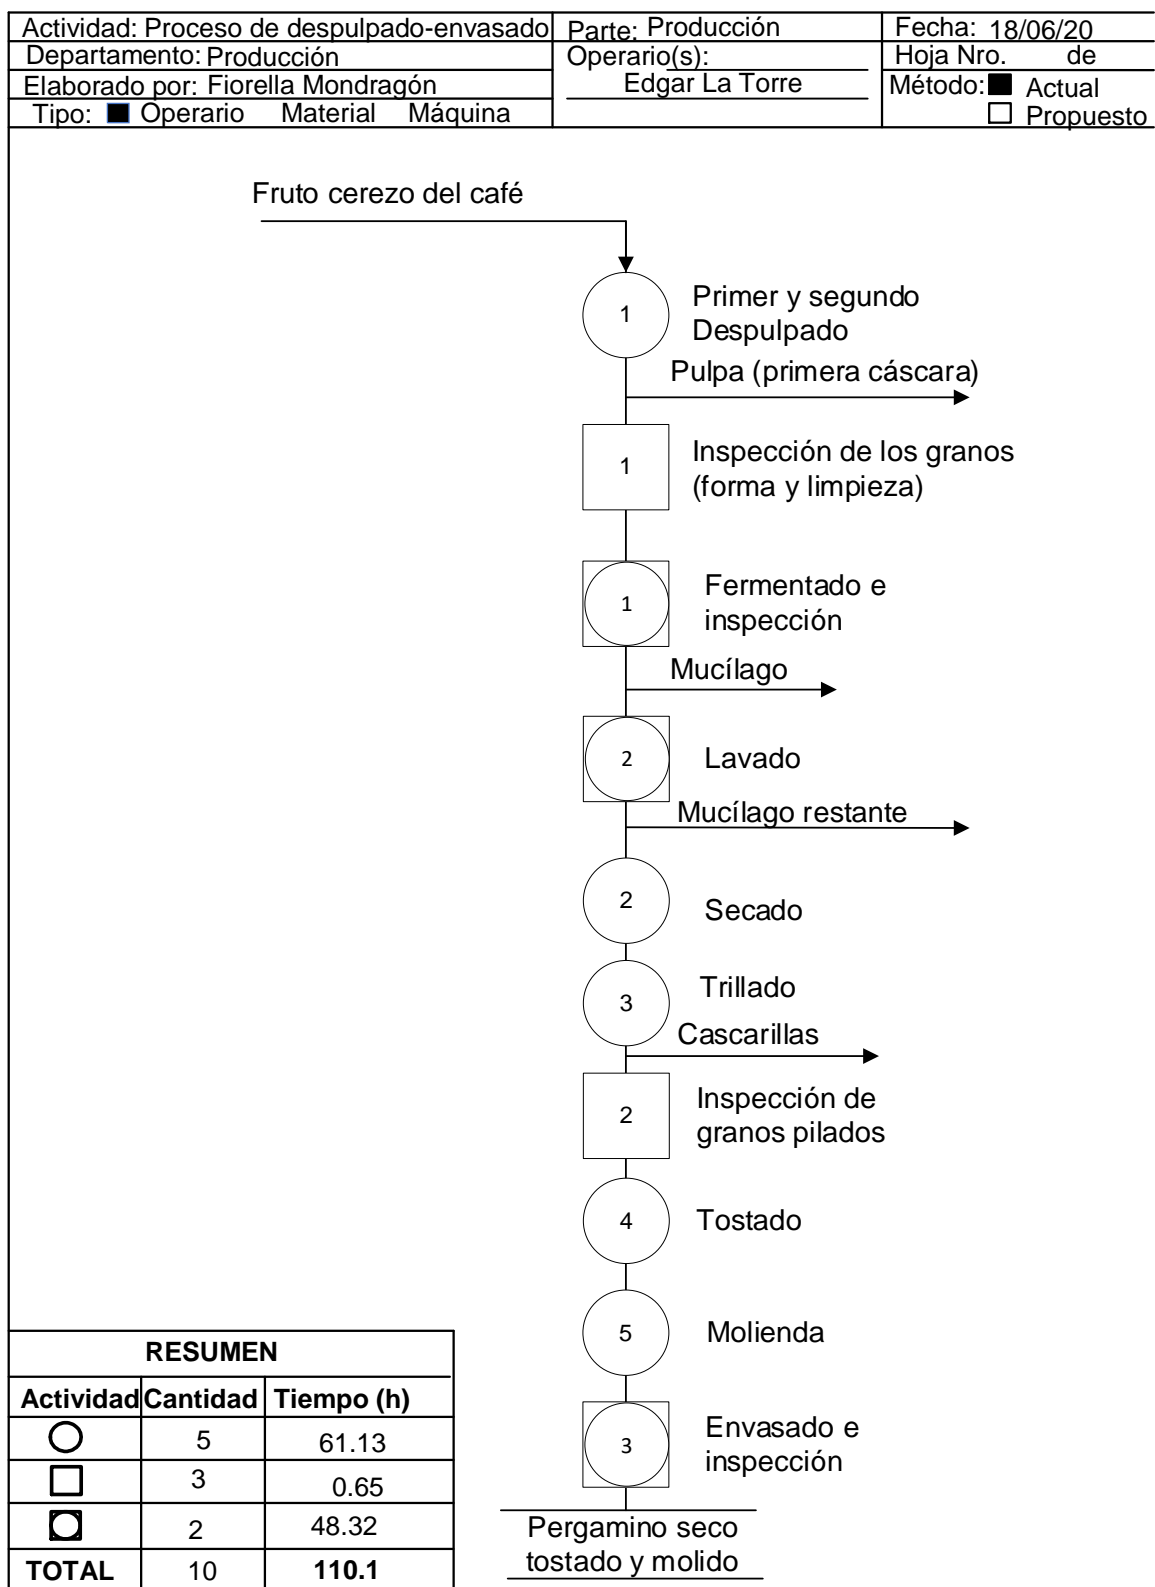 Actividad: Proceso de despulpado-envasado
Parte: Producción
Fecha: 18/06/20
Departamento: Producción
Operario(s):
Hoja Nro. de
Elaborado por: Fiorella Mondragón
Edgar La Torre
Método: Actual
Tipo: Operario Material Máquina
Propuesto
Fruto cerezo del café
1
Primer y segundo
Despulpado
Pulpa (primera cáscara)
1
Inspección de los granos
(forma y limpieza)
1
Fermentado e
inspección
Mucílago
2
Lavado
Mucílago restante
2
Secado
3
Trillado
Cascarillas
2
Inspección de
granos pilados
4
Tostado
5
Molienda
3
Envasado e
inspección
Pergamino seco
tostado y molido
RESUMEN
Actividad Cantidad Tiempo (h)
5 61.13
3 0.65
2 48.32
TOTAL 10 110.1